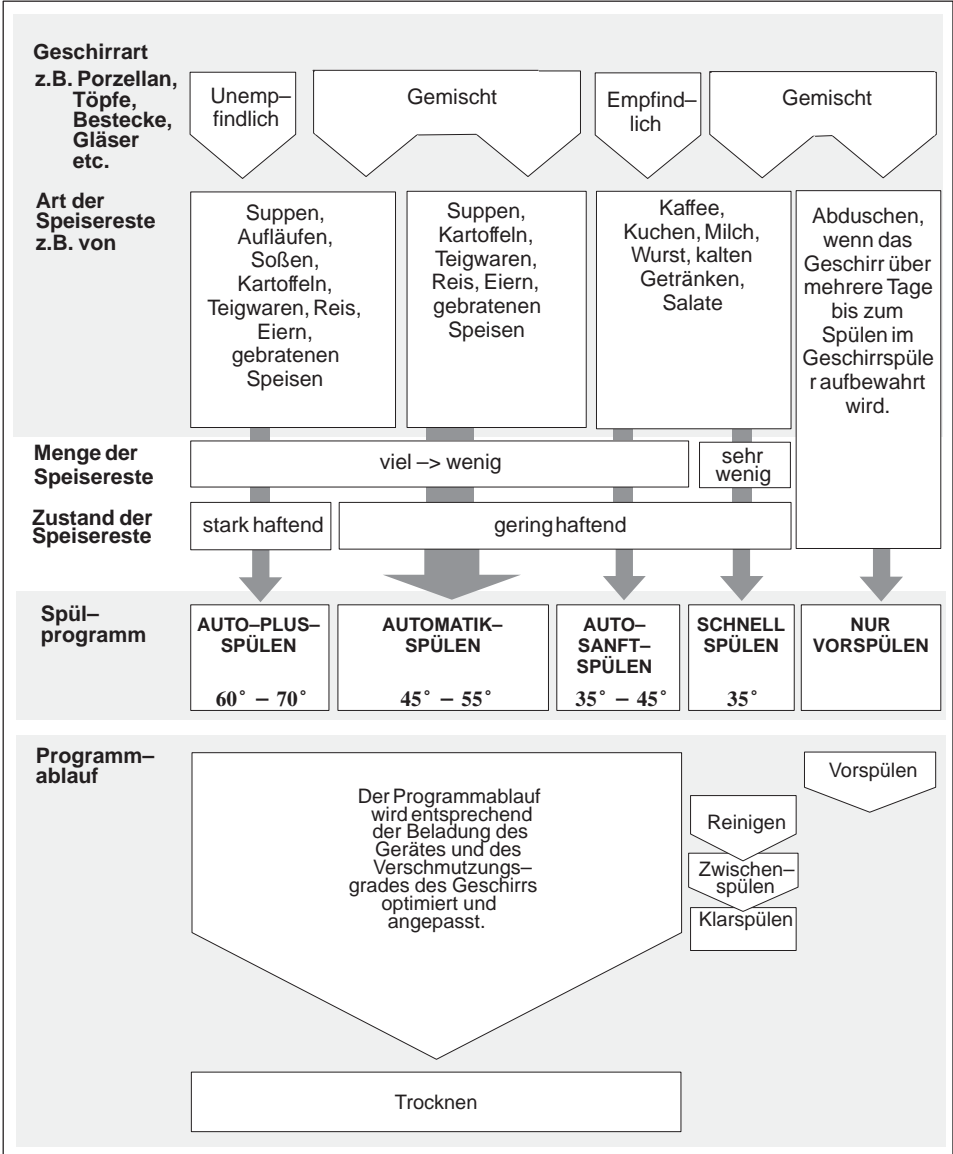 Geschirrart
z.B. Porzellan,
Töpfe,
Bestecke,
Gläser
etc.
Unemp–
findlich
Gemischt
Empfind–
lich
Gemischt
Art der
Speisereste
z.B. von
Suppen,
Aufläufen,
Soßen,
Kartoffeln,
Teigwaren, Reis,
Eiern,
gebratenen
Speisen
Suppen,
Kartoffeln,
Teigwaren,
Reis, Eiern,
gebratenen
Speisen
Kaffee,
Kuchen, Milch,
Wurst, kalten
Getränken,
Salate
Abduschen,
wenn das
Geschirr über
mehrere Tage
bis zum
Spülen im
Geschirrspüle
r aufbewahrt
wird.
Menge der
Speisereste
viel –> wenig
sehr
wenig
Zustand der
Speisereste
stark haftend
gering haftend
Spül–
programm
AUTO–PLUS–
SPÜLEN
60° – 70°
AUTOMATIK–
SPÜLEN
45° – 55°
AUTO–
SANFT–
SPÜLEN
35° – 45°
SCHNELL
SPÜLEN
35°
NUR
VORSPÜLEN
Programm–
ablauf
Der Programmablauf
wird entsprechend
der Beladung des
Gerätes und des
Verschmutzungs–
grades des Geschirrs
optimiert und
angepasst.
Reinigen
Zwischen–
spülen
Klarspülen
Vorspülen
Trocknen